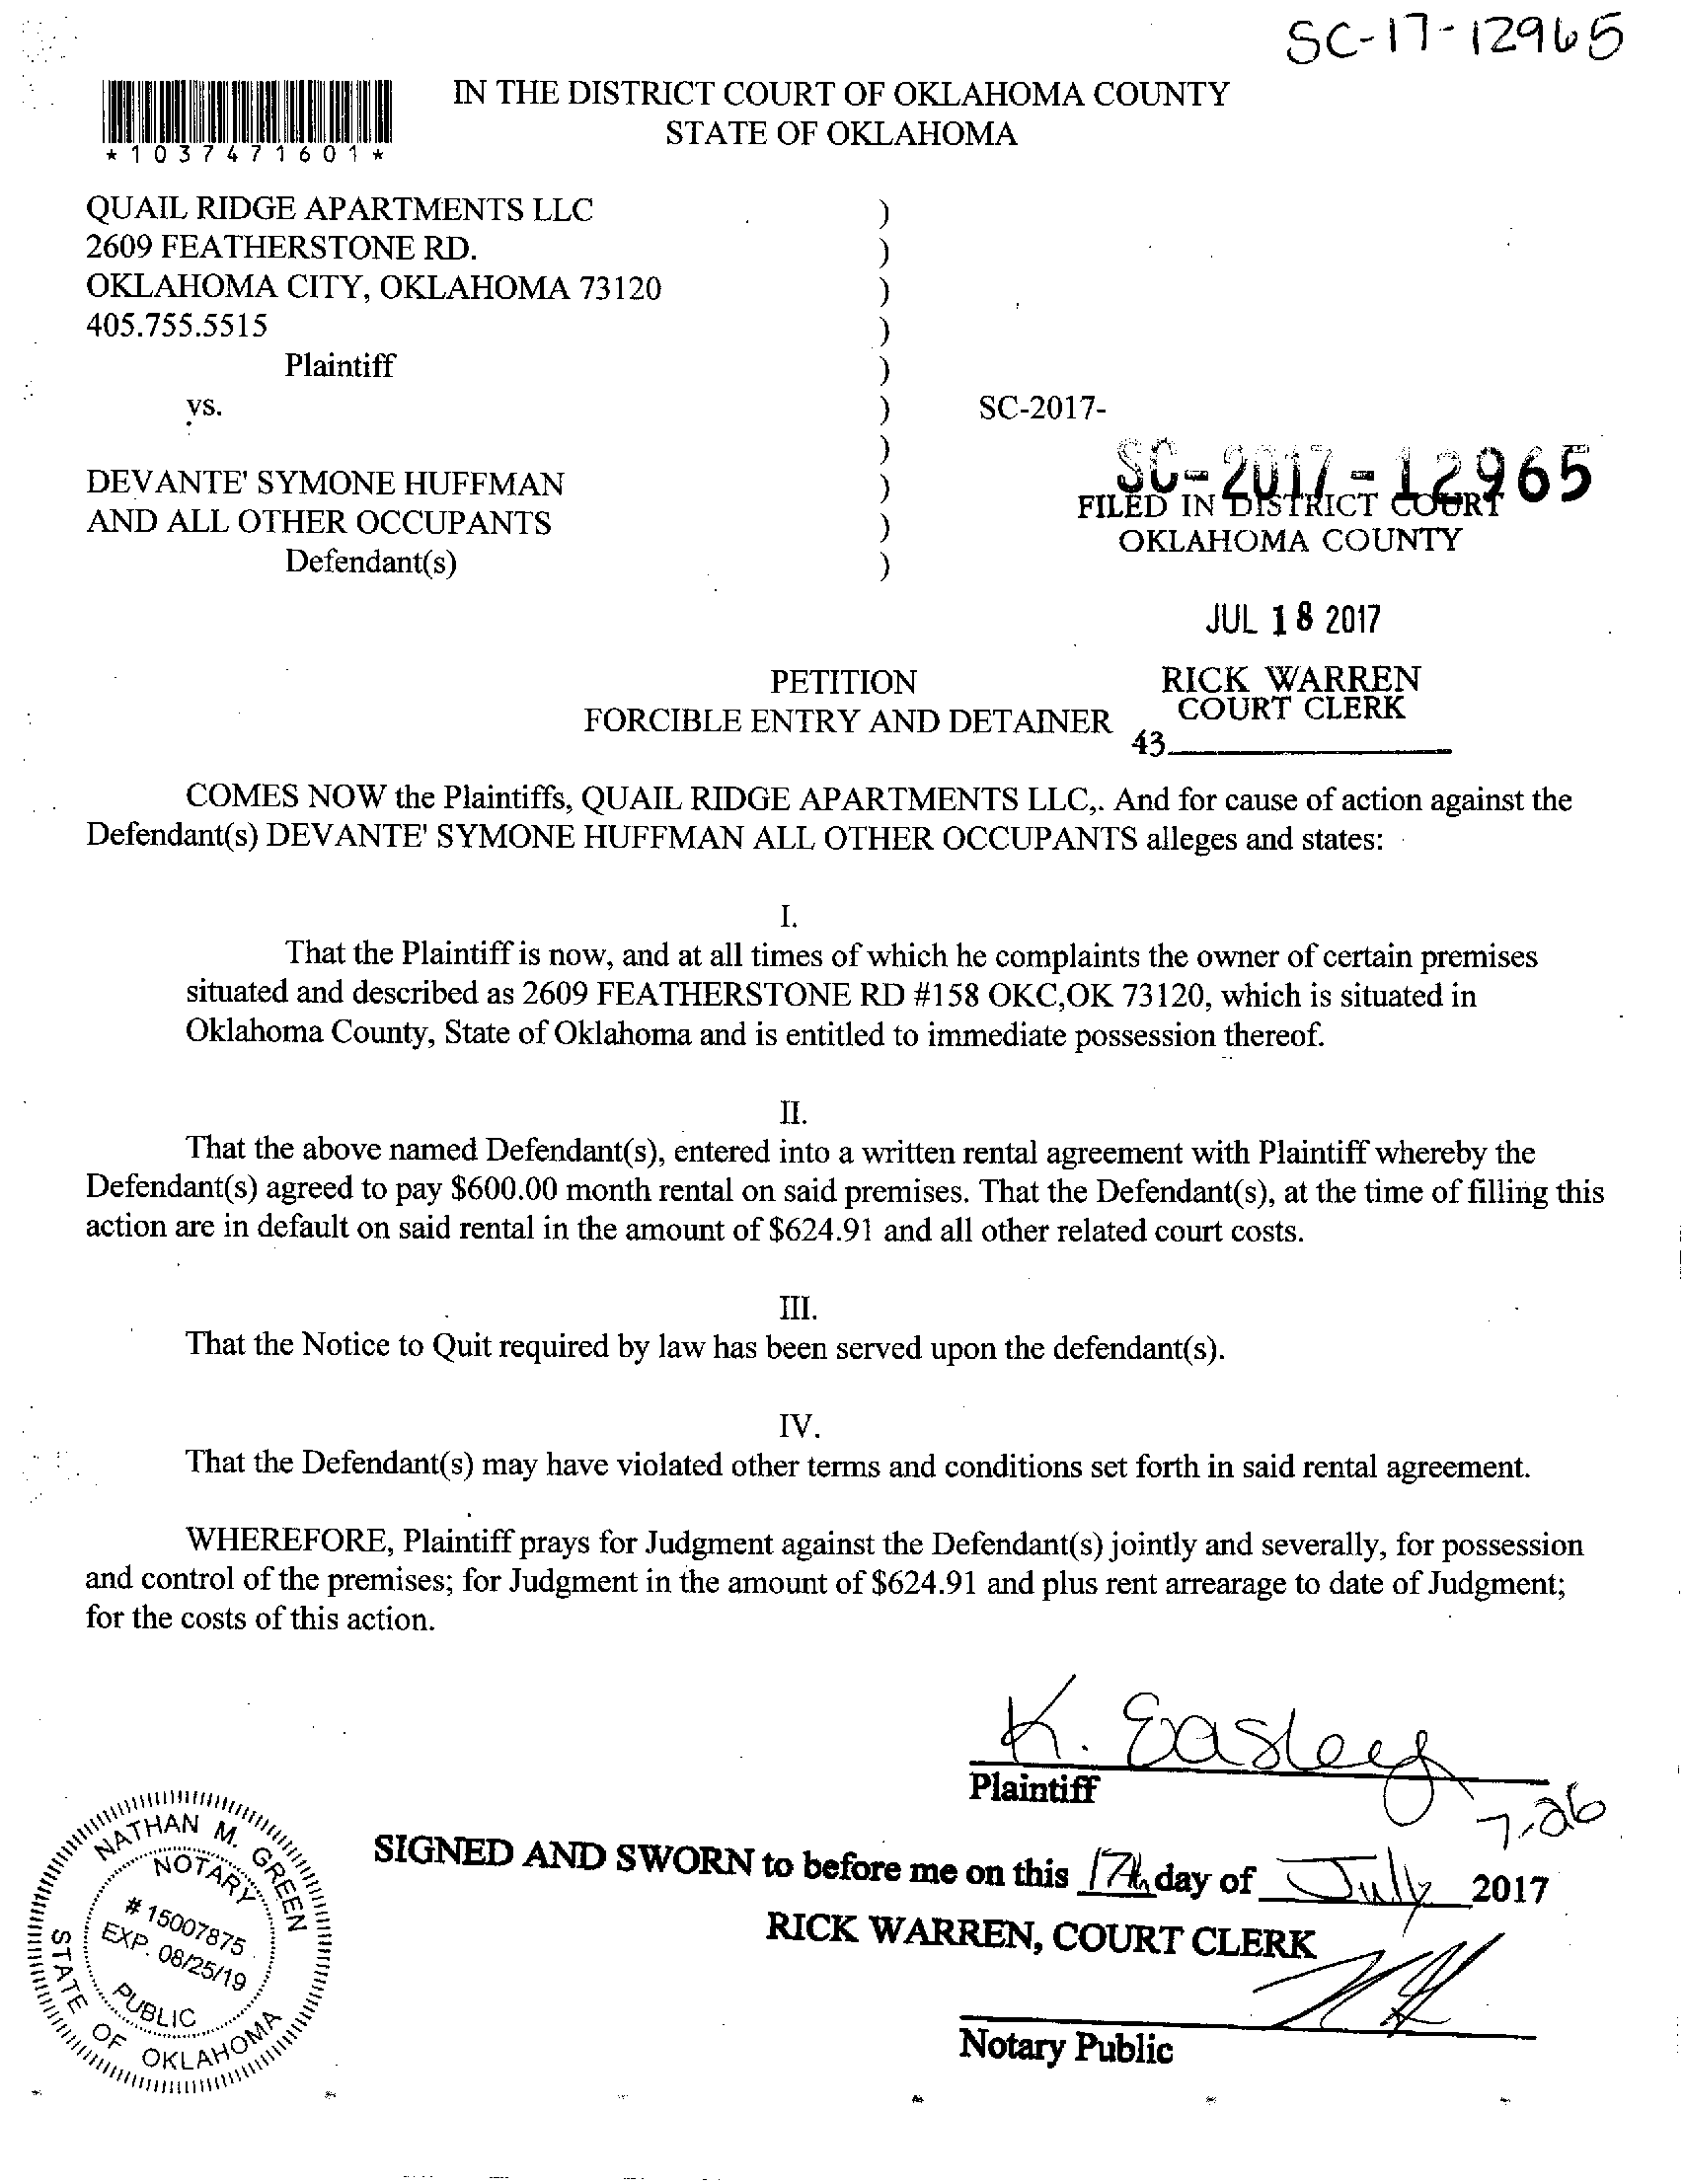 SC-17-12965
IN THE DISTRICT COURT OF OKLAHOMA COUNTY
STATE OF OKLAHOMA
*1037471601*
QUAIL RIDGE APARTMENTS LLC )
2609 FEATHERSTONE RD. )
OKLAHOMA CITY, OKLAHOMA 73120 )
405.755.5515 )
Plaintiff )
vs. ) SC-2017-
)
SC-2017-12965
DEVANTE' SYMONE HUFFMAN )
FILED IN DISTRICT COURT
AND ALL OTHER OCCUPANTS )
OKLAHOMA COUNTY
Defendant(s) )
JUL 18 2017
PETITION
RICK WARREN
COURT CLERK
FORCIBLE ENTRY AND DETAINER
43
COMES NOW the Plaintiffs, QUAIL RIDGE APARTMENTS LLC,. And for cause of action against the
Defendant(s) DEVANTE' SYMONE HUFFMAN ALL OTHER OCCUPANTS alleges and states:
I.
That the Plaintiff is now, and at all times of which he complaints the owner of certain premises
situated and described as 2609 FEATHERSTONE RD #158 OKC,OK 73120, which is situated in
Oklahoma County, State of Oklahoma and is entitled to immediate possession thereof.
II.
That the above named Defendant(s), entered into a written rental agreement with Plaintiff whereby the
Defendant(s) agreed to pay $600.00 month rental on said premises. That the Defendant(s), at the time of filling this
action are in default on said rental in the amount of $624.91 and all other related court costs.
III.
That the Notice to Quit required by law has been served upon the defendant(s).
IV.
That the Defendant(s) may have violated other terms and conditions set forth in said rental agreement.
WHEREFORE, Plaintiff prays for Judgment against the Defendant(s) jointly and severally, for possession
and control of the premises; for Judgment in the amount of $624.91 and plus rent arrearage to date of Judgment;
for the costs of this action.
K. Easley
Plaintiff
7-26
SIGNED AND SWORN to before me on this 17th day of July 2017
RICK WARREN, COURT CLERK
Notary Public
NATHAN M. GREEN
NOTARY
# 15007875
EXP. 08/25/19
PUBLIC
STATE OF OKLAHOMA